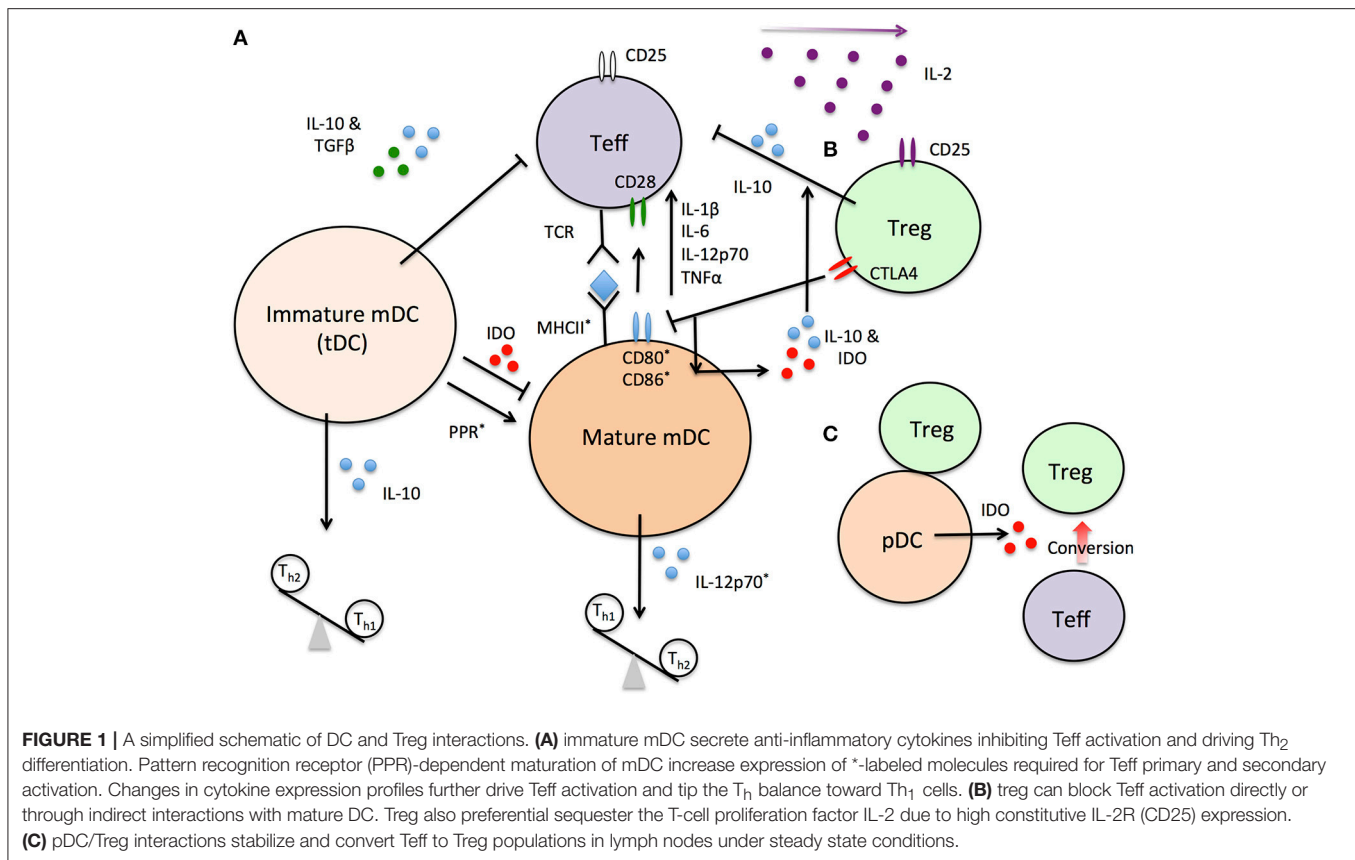 A
CD25
IL-2
IL-10 &
TGFβ
Teff
B
CD25
CD28
IL-10
Treg
TCR
IL-1β
IL-6
IL-12p70
TNFα
CTLA4
Immature mDC
(tDC)
IDO
MHCII*
CD80*
CD86*
IL-10 &
IDO
PPR*
Mature mDC
C
Treg
Treg
IL-10
IDO
pDC
Conversion
IL-12p70*
Teff
Th2
Th1
Th1
Th2
FIGURE 1 | A simplified schematic of DC and Treg interactions. (A) immature mDC secrete anti-inflammatory cytokines inhibiting Teff activation and driving Th2
differentiation. Pattern recognition receptor (PPR)-dependent maturation of mDC increase expression of *-labeled molecules required for Teff primary and secondary
activation. Changes in cytokine expression profiles further drive Teff activation and tip the Th balance toward Th1 cells. (B) treg can block Teff activation directly or
through indirect interactions with mature DC. Treg also preferential sequester the T-cell proliferation factor IL-2 due to high constitutive IL-2R (CD25) expression.
(C) pDC/Treg interactions stabilize and convert Teff to Treg populations in lymph nodes under steady state conditions.